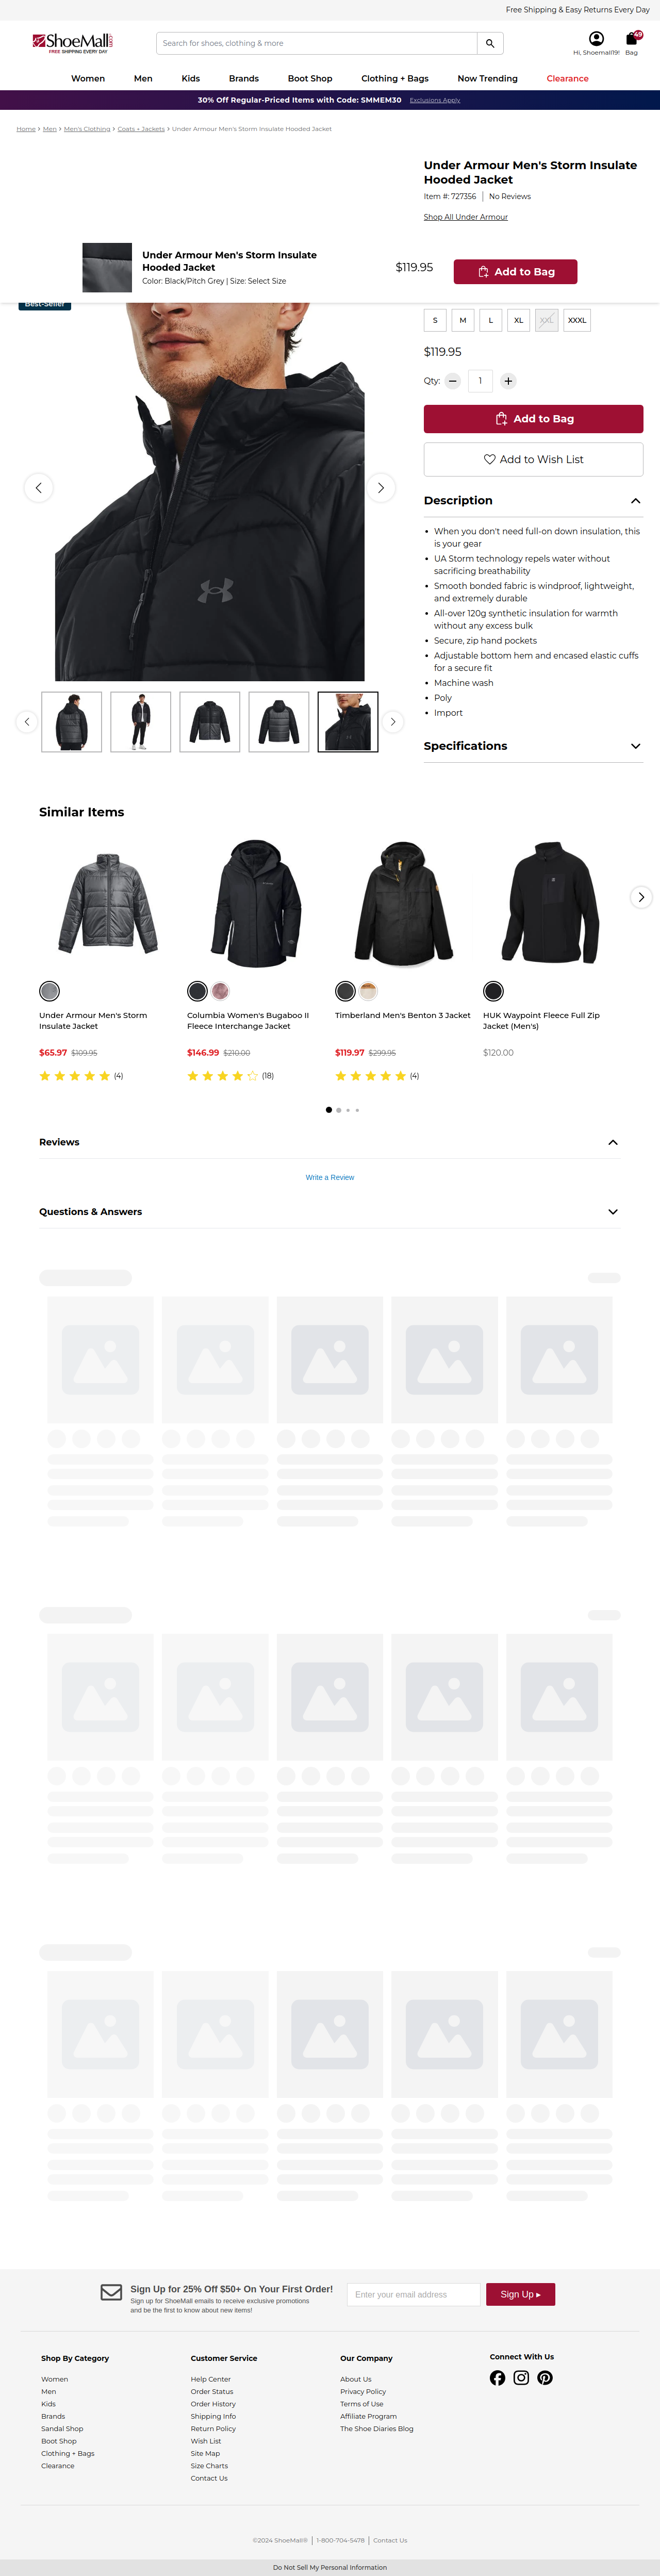 Free Shipping & Easy Returns Every Day
ShoeMall.com
FREE SHIPPING EVERY DAY
Search for shoes, clothing & more
49
Hi, Shoemall19!
Bag
Women
Men
Kids
Brands
Boot Shop
Clothing + Bags
Now Trending
Clearance
30% Off Regular-Priced Items with Code: SMMEM30 Exclusions Apply
Home > Men > Men's Clothing > Coats + Jackets > Under Armour Men's Storm Insulate Hooded Jacket
Under Armour Men's Storm Insulate
Hooded Jacket
Item #: 727356 | No Reviews
Shop All Under Armour
Under Armour Men's Storm Insulate
Hooded Jacket
Color: Black/Pitch Grey | Size: Select Size
$119.95
Add to Bag
Best-Seller
S
M
L
XL
XXL
XXXL
$119.95
Qty:
1
Add to Bag
Add to Wish List
Description
• When you don't need full-on down insulation, this
is your gear
• UA Storm technology repels water without
sacrificing breathability
• Smooth bonded fabric is windproof, lightweight,
and extremely durable
• All-over 120g synthetic insulation for warmth
without any excess bulk
• Secure, zip hand pockets
• Adjustable bottom hem and encased elastic cuffs
for a secure fit
• Machine wash
• Poly
• Import
Specifications
Similar Items
Under Armour Men's Storm
Insulate Jacket
$65.97 $109.95
(4)
Columbia Women's Bugaboo II
Fleece Interchange Jacket
$146.99 $210.00
(18)
Timberland Men's Benton 3 Jacket
$119.97 $299.95
(4)
HUK Waypoint Fleece Full Zip
Jacket (Men's)
$120.00
Reviews
Write a Review
Questions & Answers
Sign Up for 25% Off $50+ On Your First Order!
Sign up for ShoeMall emails to receive exclusive promotions
and be the first to know about new items!
Enter your email address
Sign Up ▸
Shop By Category
Women
Men
Kids
Brands
Sandal Shop
Boot Shop
Clothing + Bags
Clearance
Customer Service
Help Center
Order Status
Order History
Shipping Info
Return Policy
Wish List
Site Map
Size Charts
Contact Us
Our Company
About Us
Privacy Policy
Terms of Use
Affiliate Program
The Shoe Diaries Blog
Connect With Us
©2024 ShoeMall® | 1-800-704-5478 | Contact Us
Do Not Sell My Personal Information